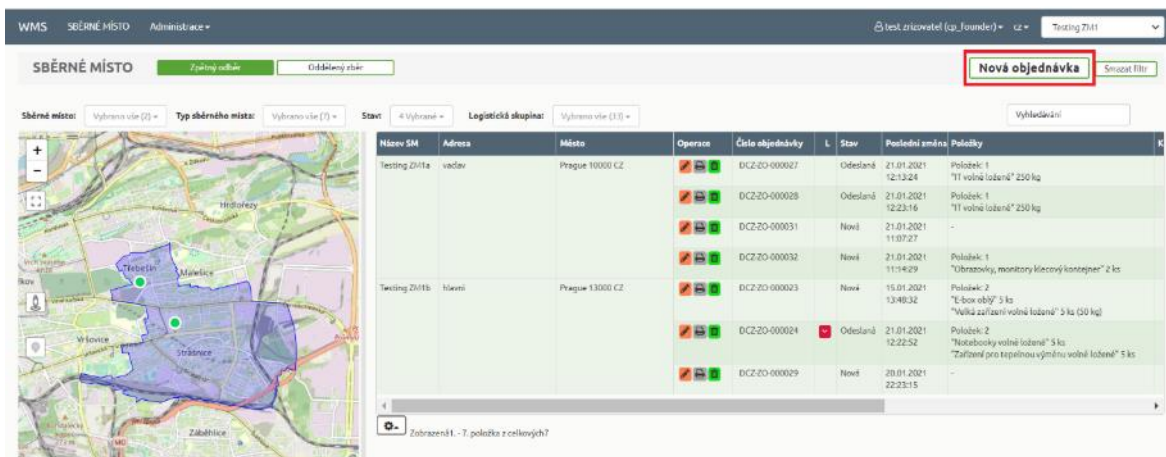 WMS SBĚRNÉ MÍSTO Administrace
test zrizovatel (cp_founder) cz Testing ZM1
SBĚRNÉ MÍSTO Zpětný odběr Oddělený sběr Nová objednávka Smazat filtr
Sběrné místo: Vybrano vše (2) Typ sběrného místa: Vybrano vše (7) Stav: 4 Vybrané Logistická skupina: Vybrano vše (13) Vyhledávání
Název SM Adresa Město Operace Číslo objednávky L Stav Poslední změna Položky K
Testing ZM1a vaclav Prague 10000 CZ DCZ-ZO-000027 Odeslaná 21.01.2021 Položek: 1
12:13:24 "IT volně ložené" 250 kg
DCZ-ZO-000028 Odeslaná 21.01.2021 Položek: 1
12:23:16 "IT volně ložené" 250 kg
DCZ-ZO-000031 Nová 21.01.2021 -
11:07:27
DCZ-ZO-000032 Nová 21.01.2021 Položek: 1
11:14:29 "Obrazovky, monitory klecový kontejner" 2 ks
Testing ZM1b hlavni Prague 13000 CZ DCZ-ZO-000023 Nová 15.01.2021 Položek: 2
13:48:32 "E-box oblý" 5 ks
"Velká zařízení volně ložená" 5 ks (50 kg)
DCZ-ZO-000024 Odeslaná 21.01.2021 Položek: 2
12:22:52 "Notebooky volně ložené" 5 ks
"Zařízení pro tepelnou výměnu volně ložené" 5 ks
DCZ-ZO-000029 Nová 20.01.2021 -
22:23:15
Zobrazená 1. - 7. položka z celkových 7
+
-
Hrdlořezy
Třebešín
Malešice
Vršovice
Strašnice
Záběhlice
MO